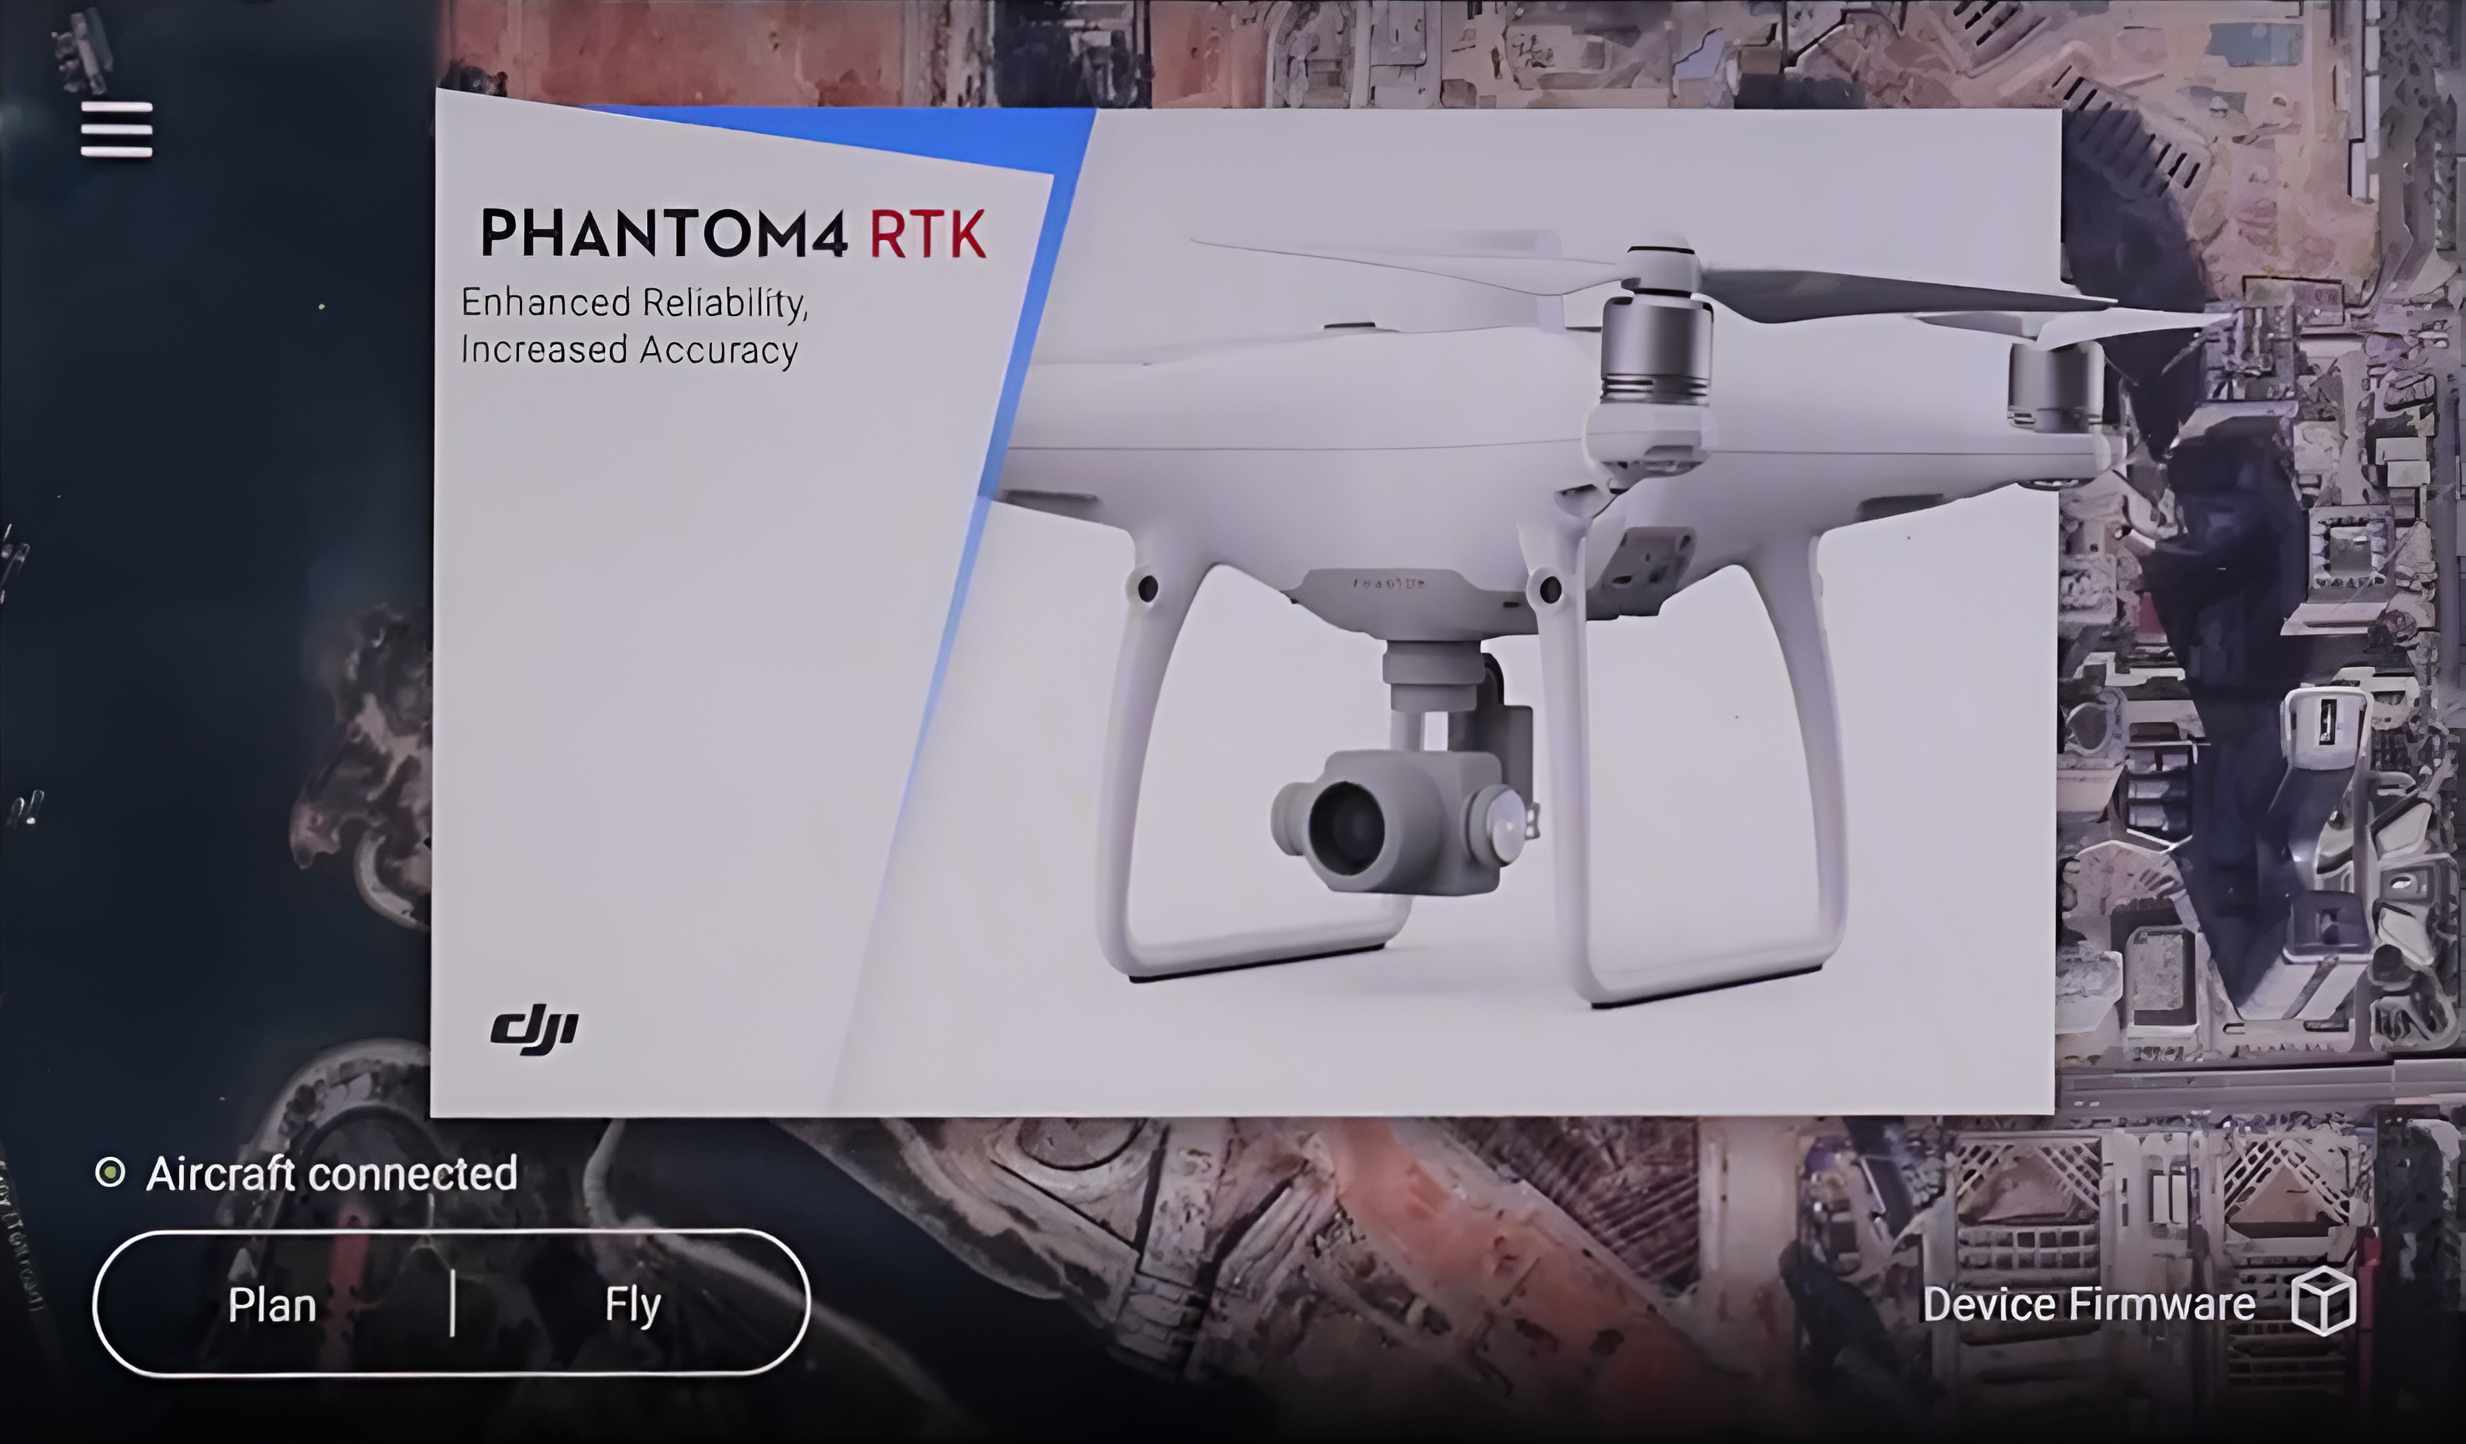 PHANTOM4 RTK
Enhanced Reliability,
Increased Accuracy
dji
Aircraft connected
Plan | Fly
Device Firmware